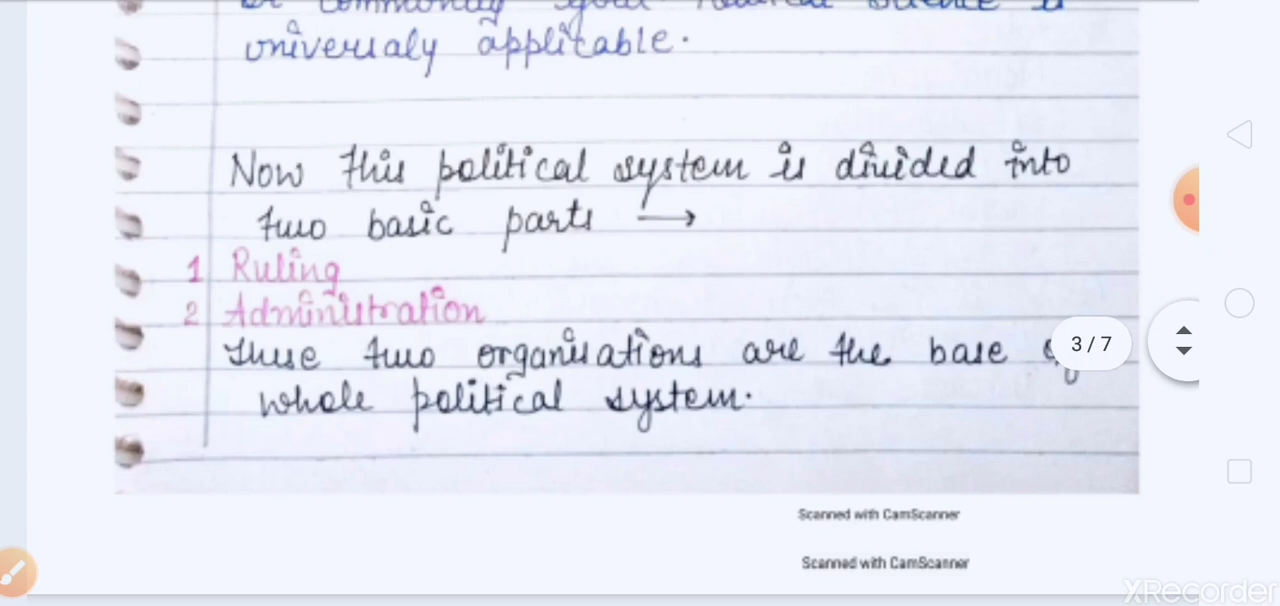 universaly applicable.
Now this political system is divided into
two basic parts →
1 Ruling
2 Administration
These two organisations are the base
whole political system.
3 / 7
Scanned with CamScanner
Scanned with CamScanner
XRecorder